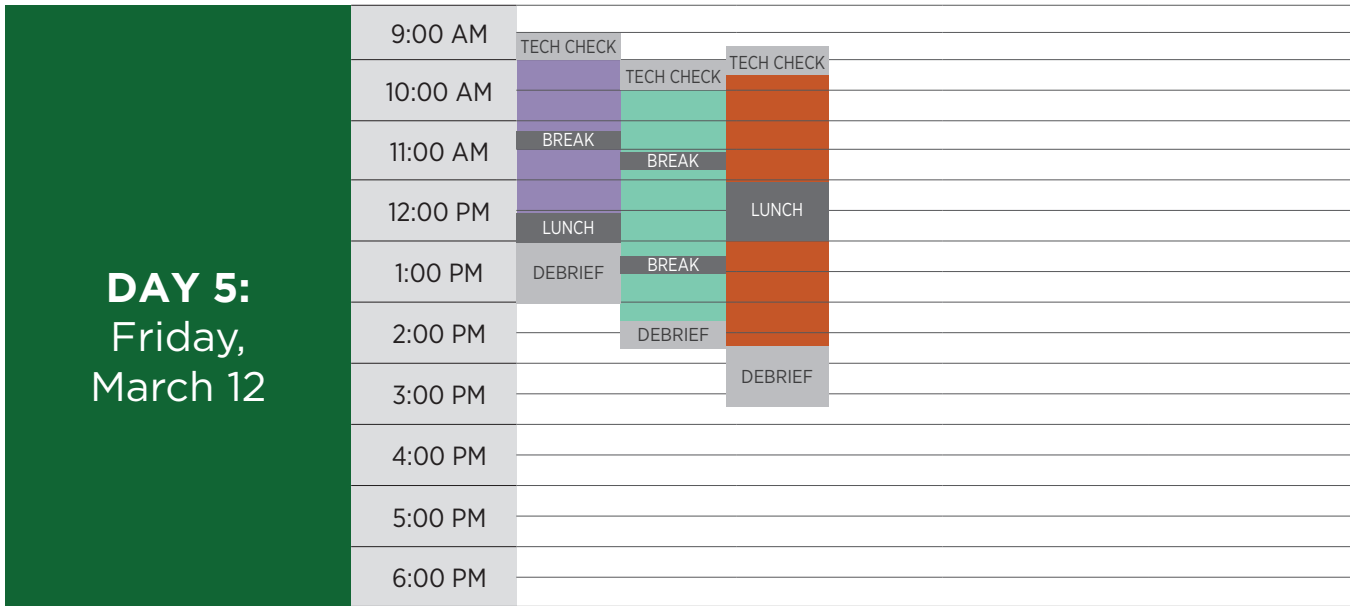 DAY 5:
Friday,
March 12
9:00 AM
10:00 AM
11:00 AM
12:00 PM
1:00 PM
2:00 PM
3:00 PM
4:00 PM
5:00 PM
6:00 PM
TECH CHECK
BREAK
LUNCH
DEBRIEF
TECH CHECK
BREAK
BREAK
DEBRIEF
TECH CHECK
LUNCH
DEBRIEF